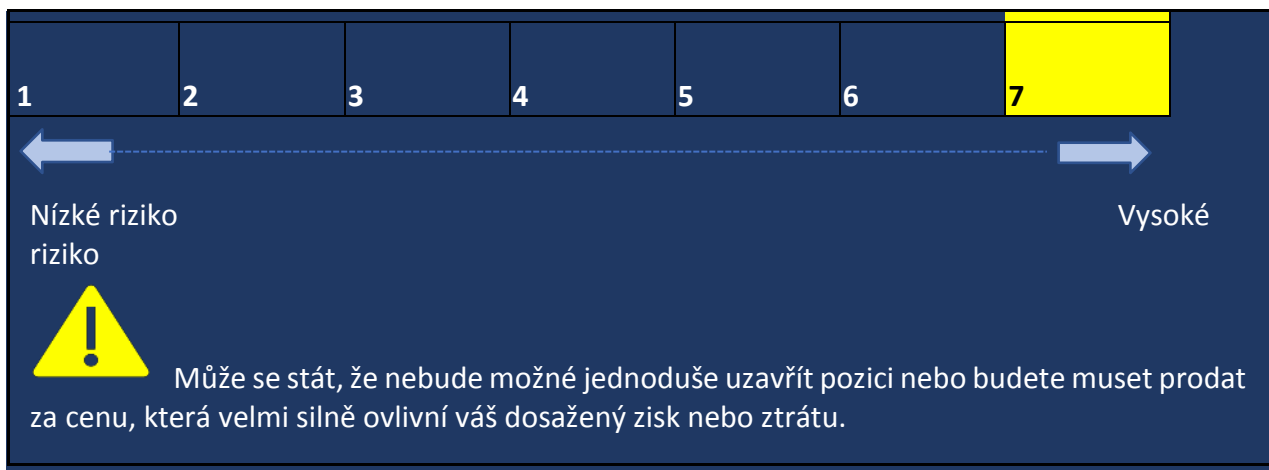 1 2 3 4 5 6 7
Nízké riziko Vysoké
riziko
Může se stát, že nebude možné jednoduše uzavřít pozici nebo budete muset prodat
za cenu, která velmi silně ovlivní váš dosažený zisk nebo ztrátu.